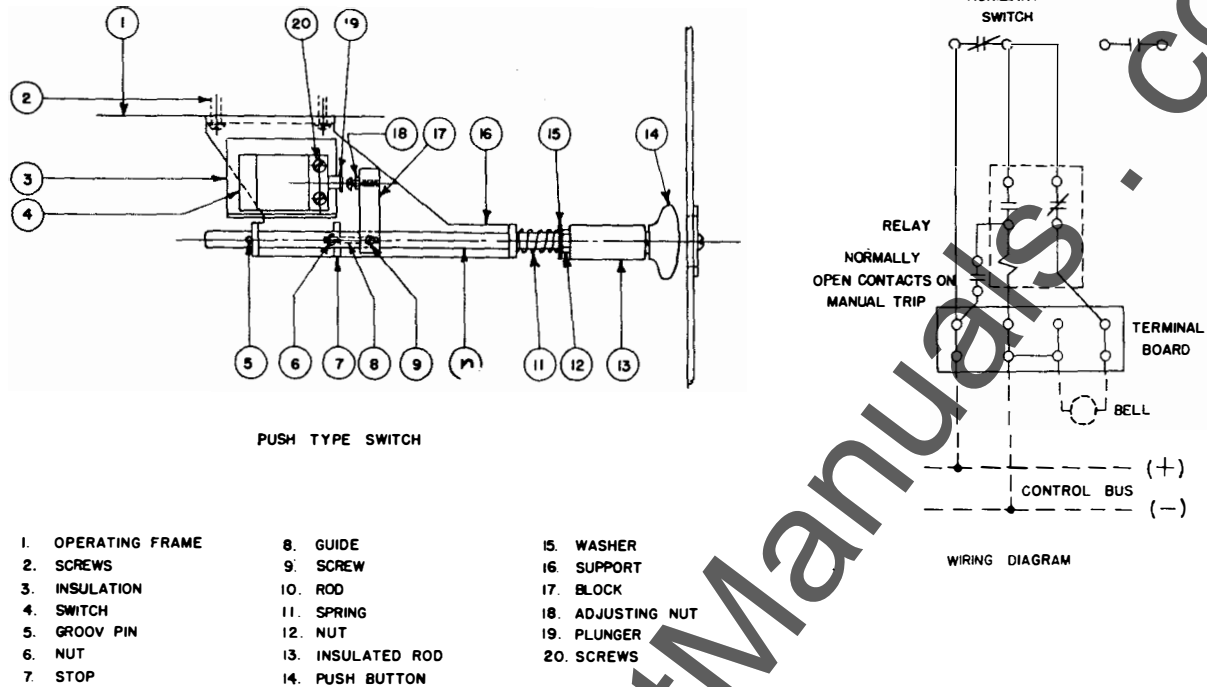 SWITCH
1
20
19
2
18
17
16
15
14
3
4
RELAY
NORMALLY
OPEN CONTACTS ON
MANUAL TRIP
TERMINAL
BOARD
5
6
7
8
9
11
12
13
BELL
PUSH TYPE SWITCH
(+)
CONTROL BUS
(-)
WIRING DIAGRAM
1. OPERATING FRAME
2. SCREWS
3. INSULATION
4. SWITCH
5. GROOV PIN
6. NUT
7. STOP
8. GUIDE
9. SCREW
10. ROD
11. SPRING
12. NUT
13. INSULATED ROD
14. PUSH BUTTON
15. WASHER
16. SUPPORT
17. BLOCK
18. ADJUSTING NUT
19. PLUNGER
20. SCREWS